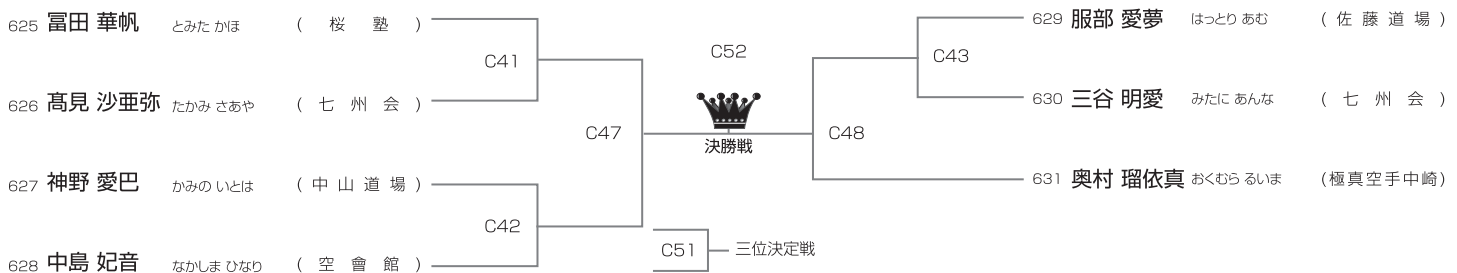 625 冨田 華帆 とみた かほ ( 桜 塾 )
C41
626 髙見 沙亜弥 たかみ さあや ( 七 州 会 )
C47
627 神野 愛巴 かみの いとは ( 中 山 道 場 )
C42
628 中島 妃音 なかしま ひなり ( 空 會 館 )
C52
決勝戦
C51 三位決定戦
629 服部 愛夢 はっとり あむ ( 佐 藤 道 場 )
C43
630 三谷 明愛 みたに あんな ( 七 州 会 )
C48
631 奥村 瑠依真 おくむら るいま (極真空手中崎)